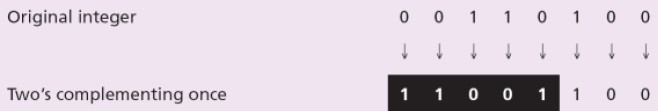 Original integer 0 0 1 1 0 1 0 0
↓ ↓ ↓ ↓ ↓ ↓ ↓ ↓
Two's complementing once 1 1 0 0 1 1 0 0